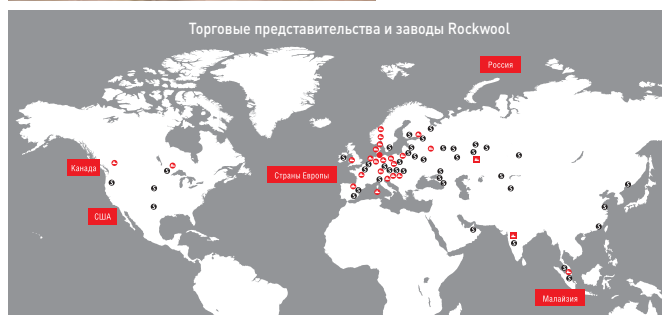 Торговые представительства и заводы Rockwool
Россия
Канада
Страны Европы
США
Малайзия